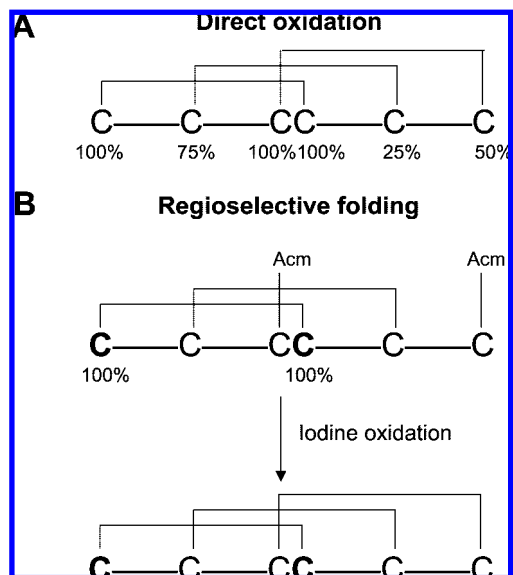 A
Direct oxidation
C C CC C C
100% 75% 100%100% 25% 50%
B
Regioselective folding
Acm Acm
C C CC C C
100% 100%
Iodine oxidation
C C CC C C